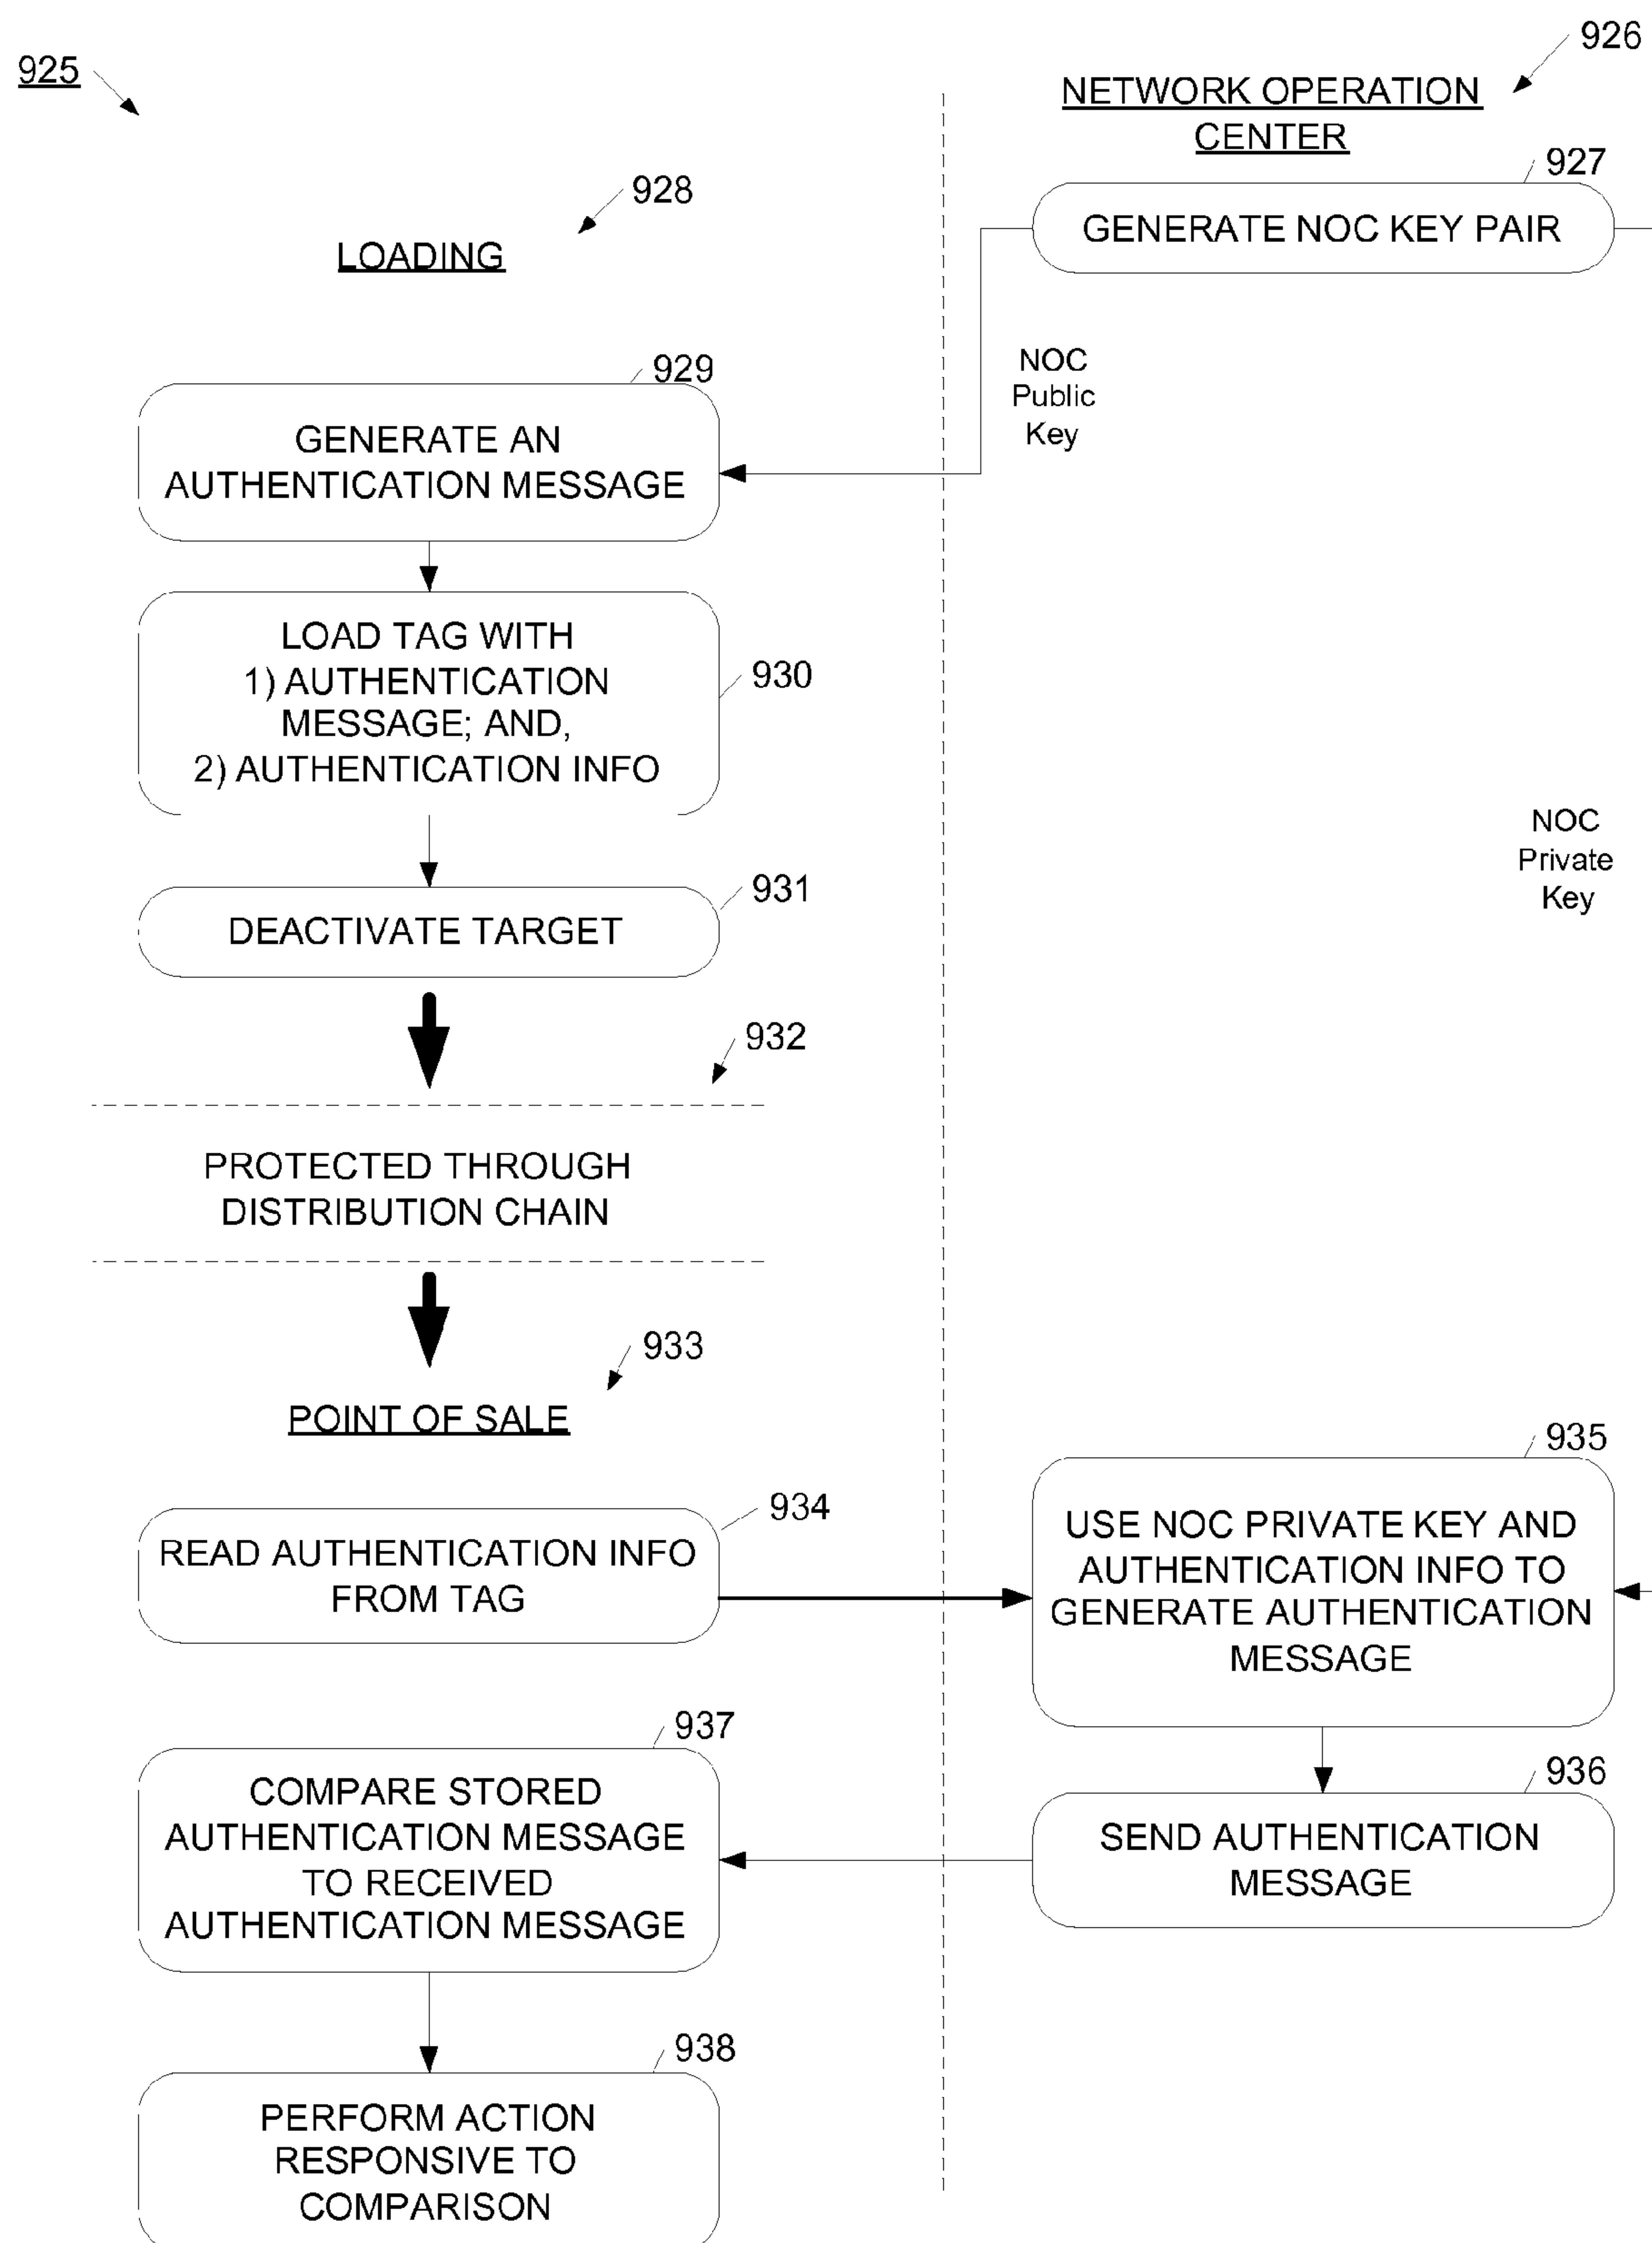 925
926
NETWORK OPERATION
CENTER
927
GENERATE NOC KEY PAIR
928
LOADING
NOC
Public
Key
929
GENERATE AN
AUTHENTICATION MESSAGE
LOAD TAG WITH
1) AUTHENTICATION
MESSAGE; AND,
2) AUTHENTICATION INFO
930
NOC
Private
Key
931
DEACTIVATE TARGET
932
PROTECTED THROUGH
DISTRIBUTION CHAIN
933
POINT OF SALE
934
READ AUTHENTICATION INFO
FROM TAG
935
USE NOC PRIVATE KEY AND
AUTHENTICATION INFO TO
GENERATE AUTHENTICATION
MESSAGE
936
SEND AUTHENTICATION
MESSAGE
937
COMPARE STORED
AUTHENTICATION MESSAGE
TO RECEIVED
AUTHENTICATION MESSAGE
938
PERFORM ACTION
RESPONSIVE TO
COMPARISON